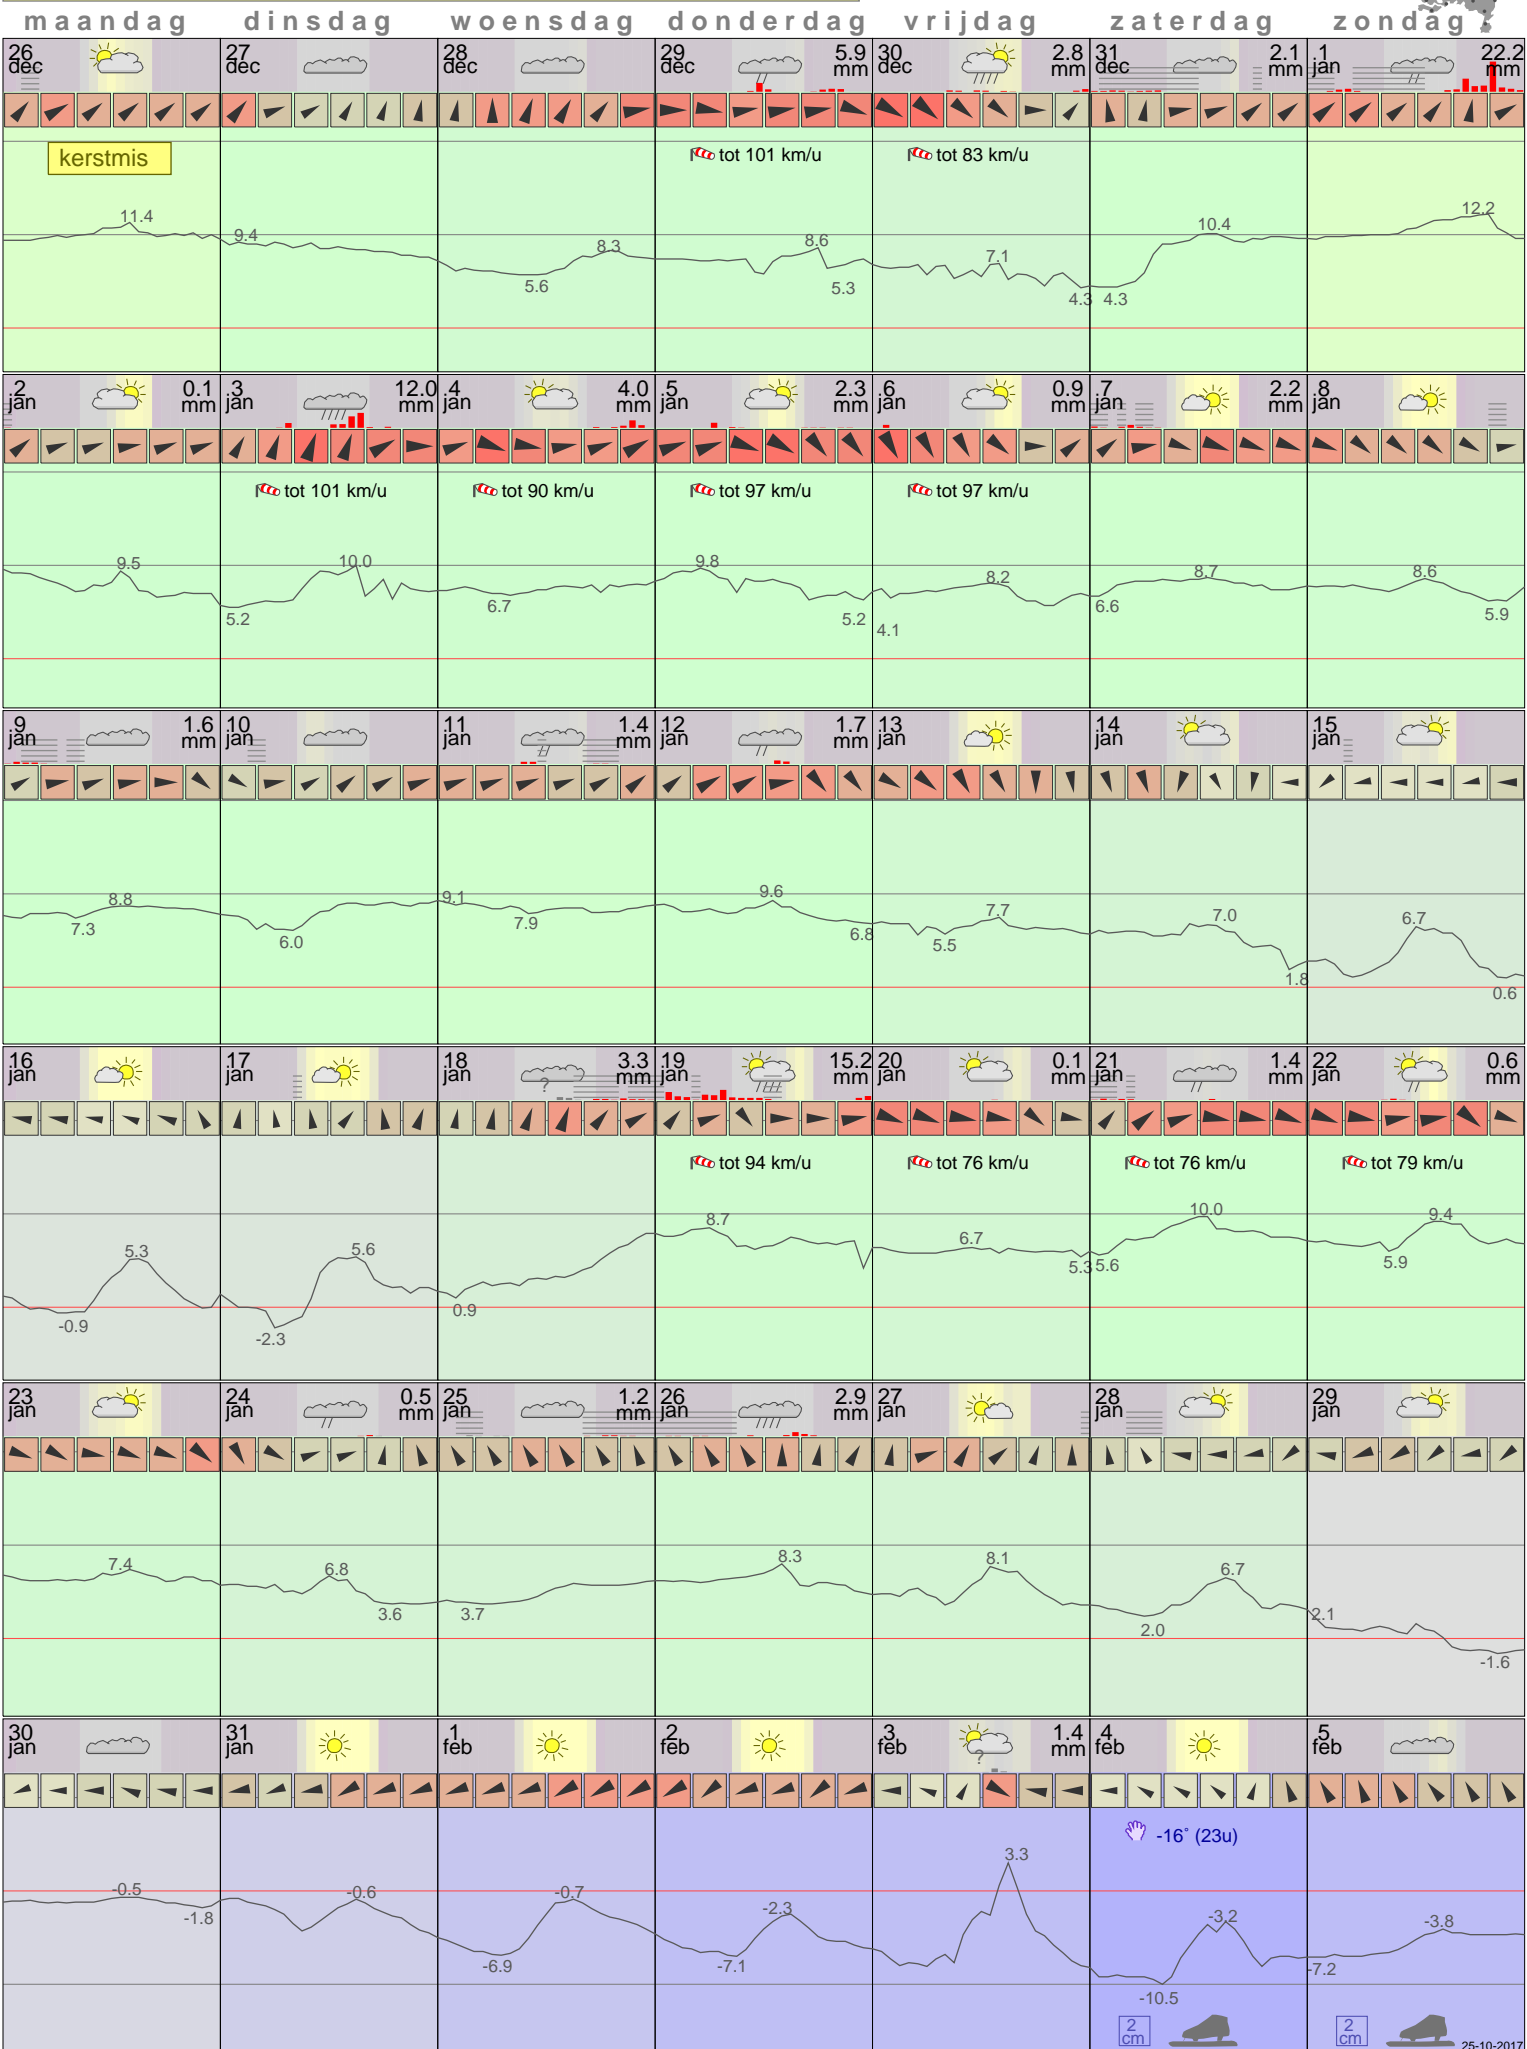 maandag dinsdag woensdag donderdag vrijdag zaterdag zondag
26 dec 27 dec 28 dec 29 dec 5.9 mm 30 dec 2.8 mm 31 dec 2.1 mm 1 jan 22.2 mm
kerstmis tot 101 km/u tot 83 km/u
11.4 9.4 5.6 8.3 8.6 5.3 7.1 4.3 4.3 10.4 12.2
2 jan 0.1 mm 3 jan 12.0 mm 4 jan 4.0 mm 5 jan 2.3 mm 6 jan 0.9 mm 7 jan 2.2 mm 8 jan
tot 101 km/u tot 90 km/u tot 97 km/u tot 97 km/u
9.5 5.2 10.0 6.7 9.8 5.2 4.1 8.2 6.6 8.7 8.6 5.9
9 jan 1.6 mm 10 jan 11 jan 1.4 mm 12 jan 1.7 mm 13 jan 14 jan 15 jan
7.3 8.8 6.0 9.1 7.9 9.6 6.8 5.5 7.7 7.0 1.8 6.7 0.6
16 jan 17 jan 18 jan ? 3.3 mm 19 jan 15.2 mm 20 jan 0.1 mm 21 jan 1.4 mm 22 jan 0.6 mm
tot 94 km/u tot 76 km/u tot 76 km/u tot 79 km/u
-0.9 5.3 -2.3 5.6 0.9 8.7 6.7 5.3 5.6 10.0 5.9 9.4
23 jan 24 jan 0.5 mm 25 jan 1.2 mm 26 jan 2.9 mm 27 jan 28 jan 29 jan
7.4 6.8 3.6 3.7 8.3 8.1 2.0 6.7 2.1 -1.6
30 jan 31 jan 1 feb 2 feb 3 feb ? 1.4 mm 4 feb 5 feb
-16° (23u)
-0.5 -1.8 -0.6 -6.9 -0.7 -7.1 -2.3 3.3 -10.5 -3.2 -7.2 -3.8
2 cm 2 cm 25-10-2017